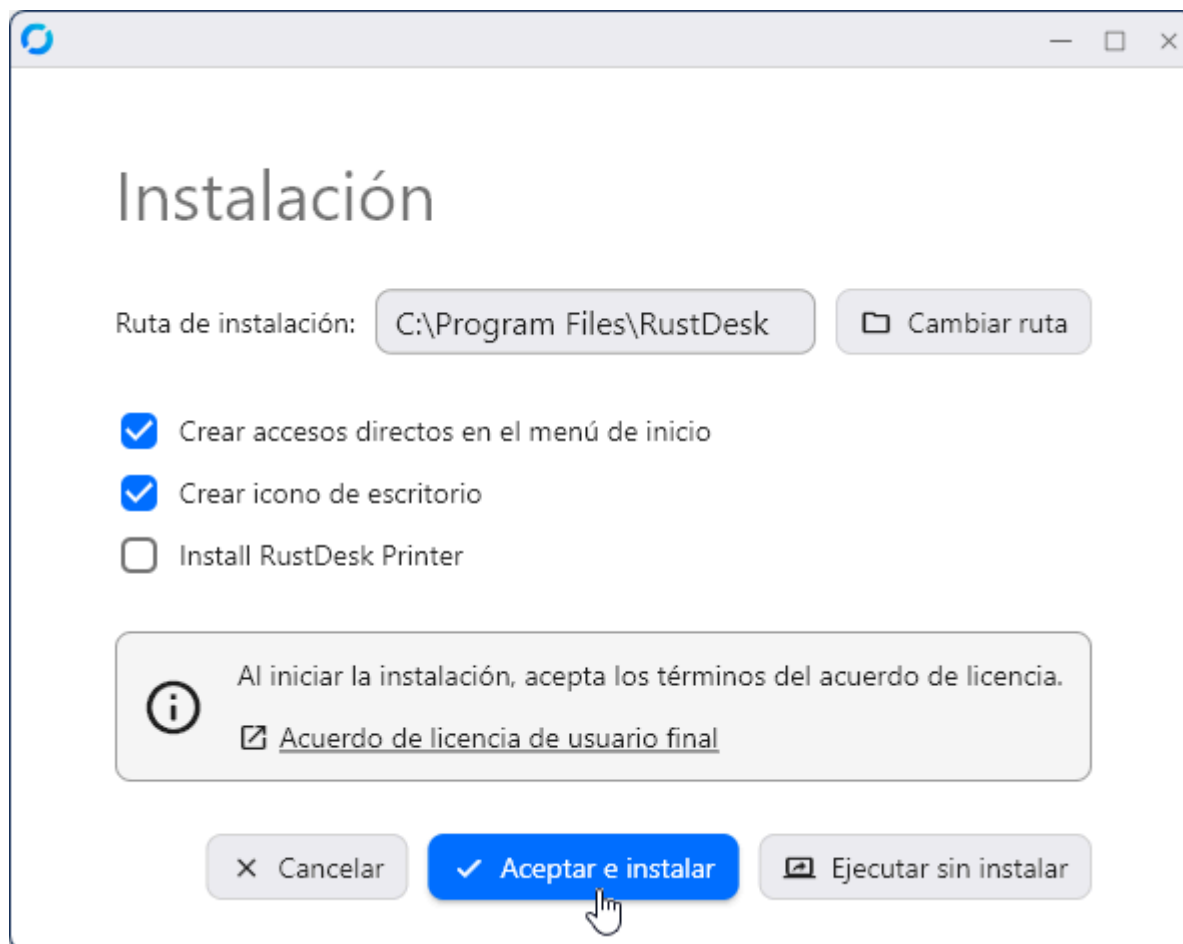 Instalación
Ruta de instalación: C:\Program Files\RustDesk Cambiar ruta
Crear accesos directos en el menú de inicio
Crear icono de escritorio
Install RustDesk Printer
Al iniciar la instalación, acepta los términos del acuerdo de licencia.
Acuerdo de licencia de usuario final
Cancelar Aceptar e instalar Ejecutar sin instalar